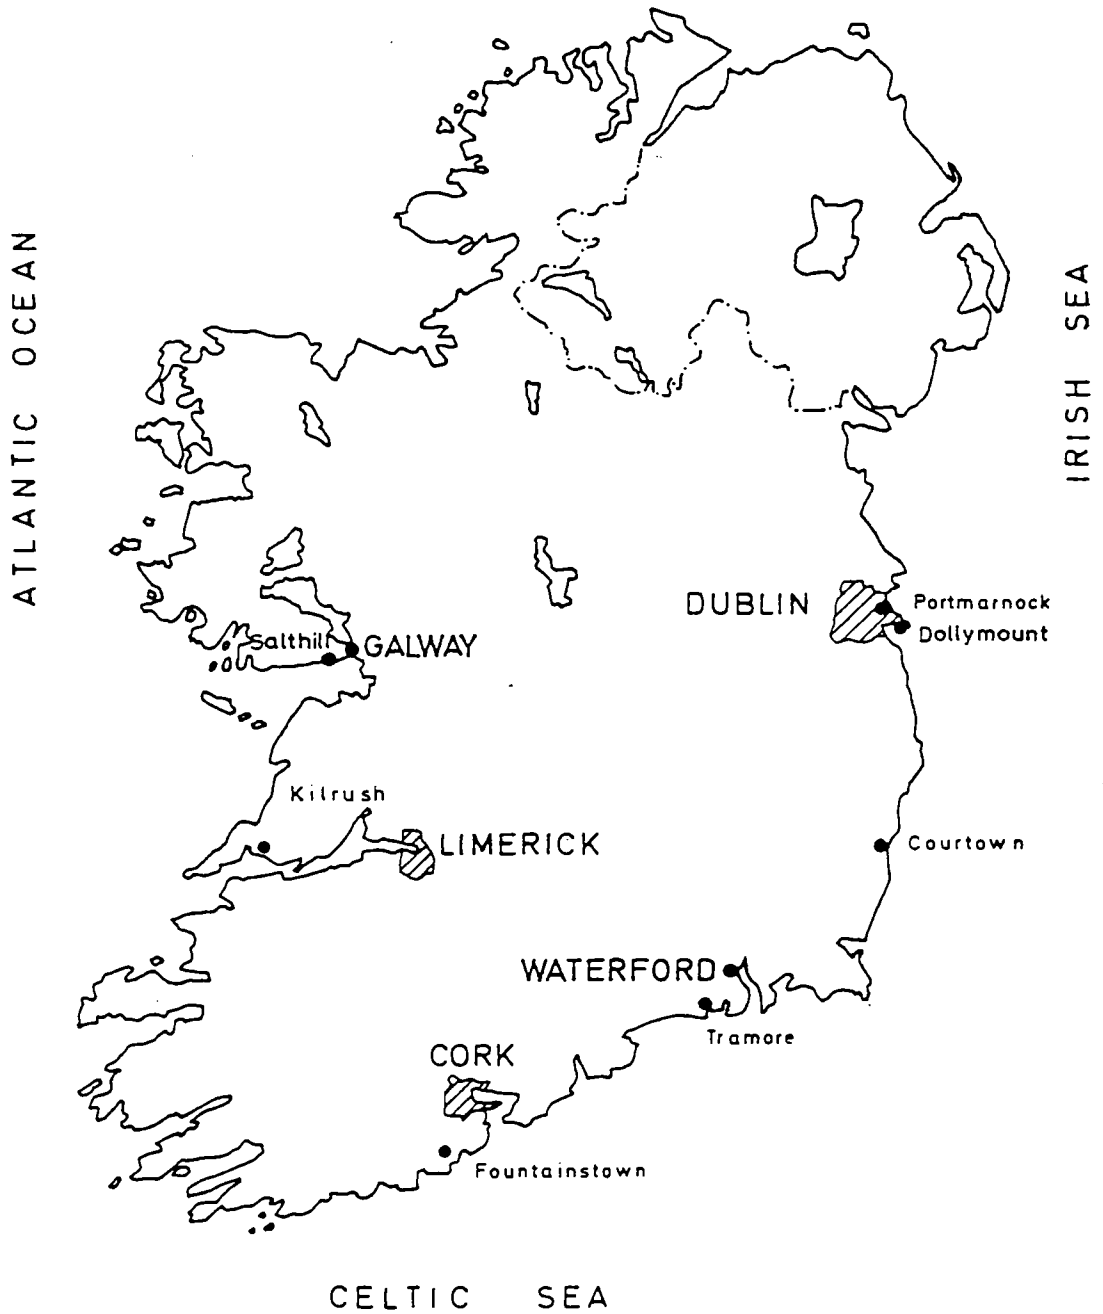 ATLANTIC OCEAN
IRISH SEA
DUBLIN
Portmarnock
Dollymount
Salthill
GALWAY
Kilrush
LIMERICK
Courtown
WATERFORD
Tramore
CORK
Fountainstown
CELTIC SEA